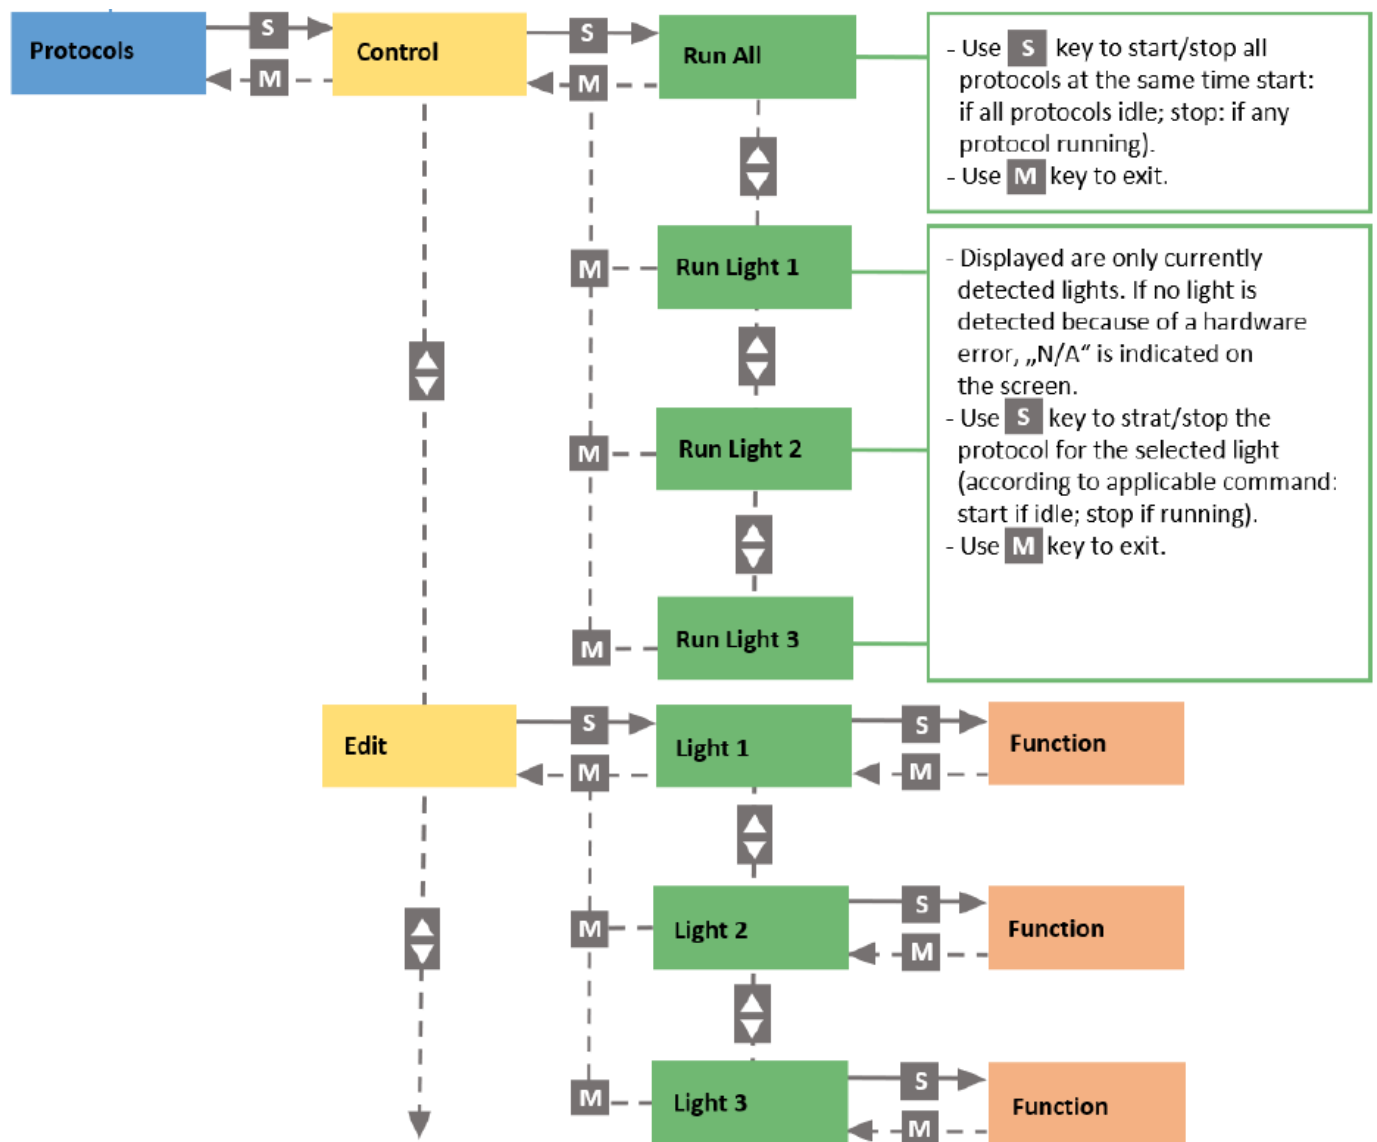 Protocols
S
M
Control
S
M
Run All
- Use S key to start/stop all
protocols at the same time start:
if all protocols idle; stop: if any
protocol running).
- Use M key to exit.
M
Run Light 1
- Displayed are only currently
detected lights. If no light is
detected because of a hardware
error, „N/A“ is indicated on
the screen.
- Use S key to strat/stop the
protocol for the selected light
(according to applicable command:
start if idle; stop if running).
- Use M key to exit.
M
Run Light 2
M
Run Light 3
Edit
S
M
Light 1
S
M
Function
M
Light 2
S
M
Function
M
Light 3
S
M
Function